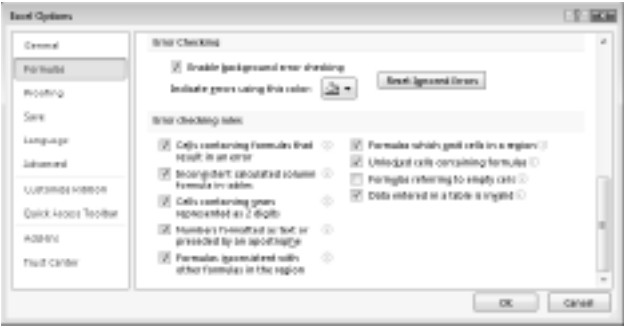 Excel Options
General
Formulas
Proofing
Save
Language
Advanced
Customize Ribbon
Quick Access Toolbar
Add-Ins
Trust Center
Error Checking
Enable background error checking
Indicate errors using this color:
Reset Ignored Errors
Error checking rules
Cells containing formulas that
result in an error
Inconsistent calculated column
formula in tables
Cells containing years
represented as 2 digits
Numbers formatted as text or
preceded by an apostrophe
Formulas inconsistent with
other formulas in the region
Formulas which omit cells in a region
Unlocked cells containing formulas
Formulas referring to empty cells
Data entered in a table is invalid
OK
Cancel